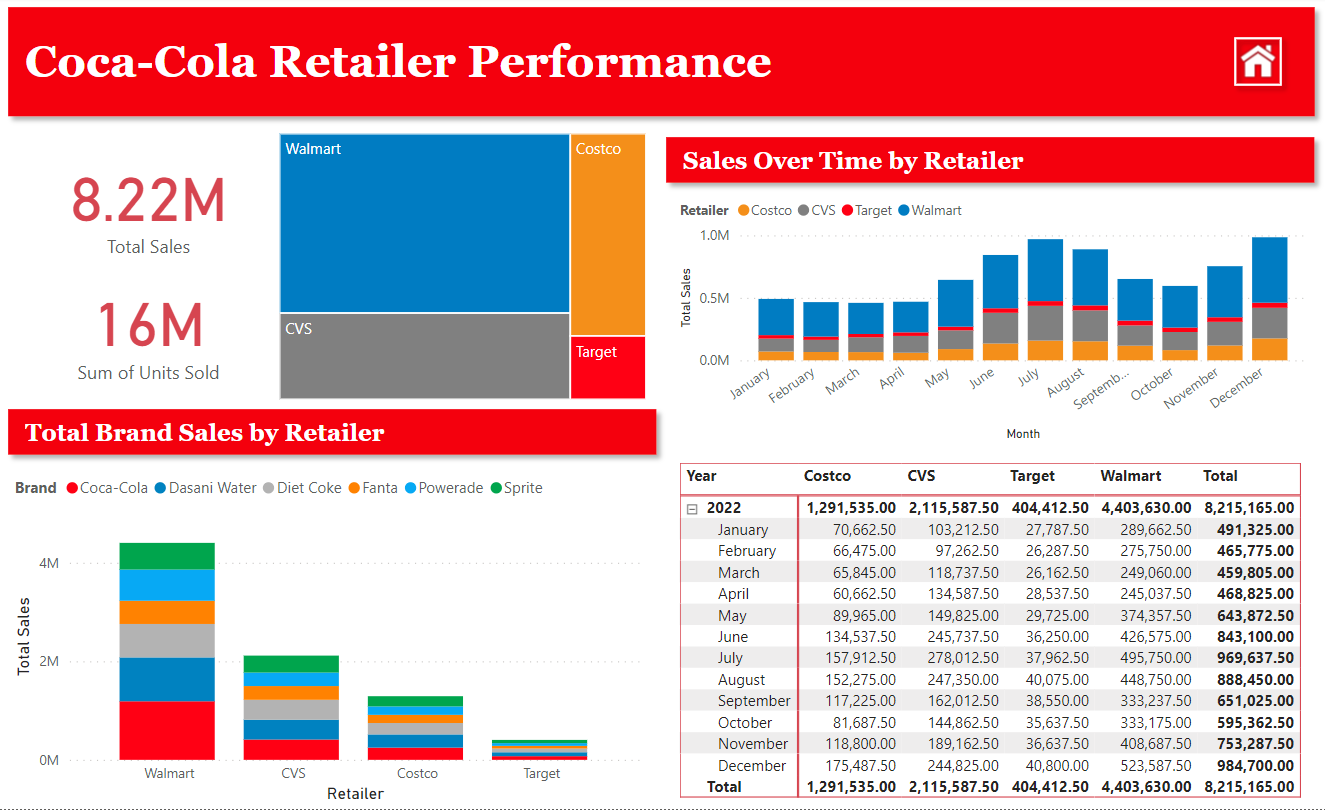 Coca-Cola Retailer Performance
8.22M
Total Sales
16M
Sum of Units Sold
Walmart
Costco
CVS
Target
Sales Over Time by Retailer
Retailer Costco CVS Target Walmart
1.0M
0.5M
0.0M
Total Sales
January February March April May June July August Septemb... October November December
Month
Total Brand Sales by Retailer
Brand Coca-Cola Dasani Water Diet Coke Fanta Powerade Sprite
4M
2M
0M
Total Sales
Walmart CVS Costco Target
Retailer
Year Costco CVS Target Walmart Total
2022 1,291,535.00 2,115,587.50 404,412.50 4,403,630.00 8,215,165.00
January 70,662.50 103,212.50 27,787.50 289,662.50 491,325.00
February 66,475.00 97,262.50 26,287.50 275,750.00 465,775.00
March 65,845.00 118,737.50 26,162.50 249,060.00 459,805.00
April 60,662.50 134,587.50 28,537.50 245,037.50 468,825.00
May 89,965.00 149,825.00 29,725.00 374,357.50 643,872.50
June 134,537.50 245,737.50 36,250.00 426,575.00 843,100.00
July 157,912.50 278,012.50 37,962.50 495,750.00 969,637.50
August 152,275.00 247,350.00 40,075.00 448,750.00 888,450.00
September 117,225.00 162,012.50 38,550.00 333,237.50 651,025.00
October 81,687.50 144,862.50 35,637.50 333,175.00 595,362.50
November 118,800.00 189,162.50 36,637.50 408,687.50 753,287.50
December 175,487.50 244,825.00 40,800.00 523,587.50 984,700.00
Total 1,291,535.00 2,115,587.50 404,412.50 4,403,630.00 8,215,165.00